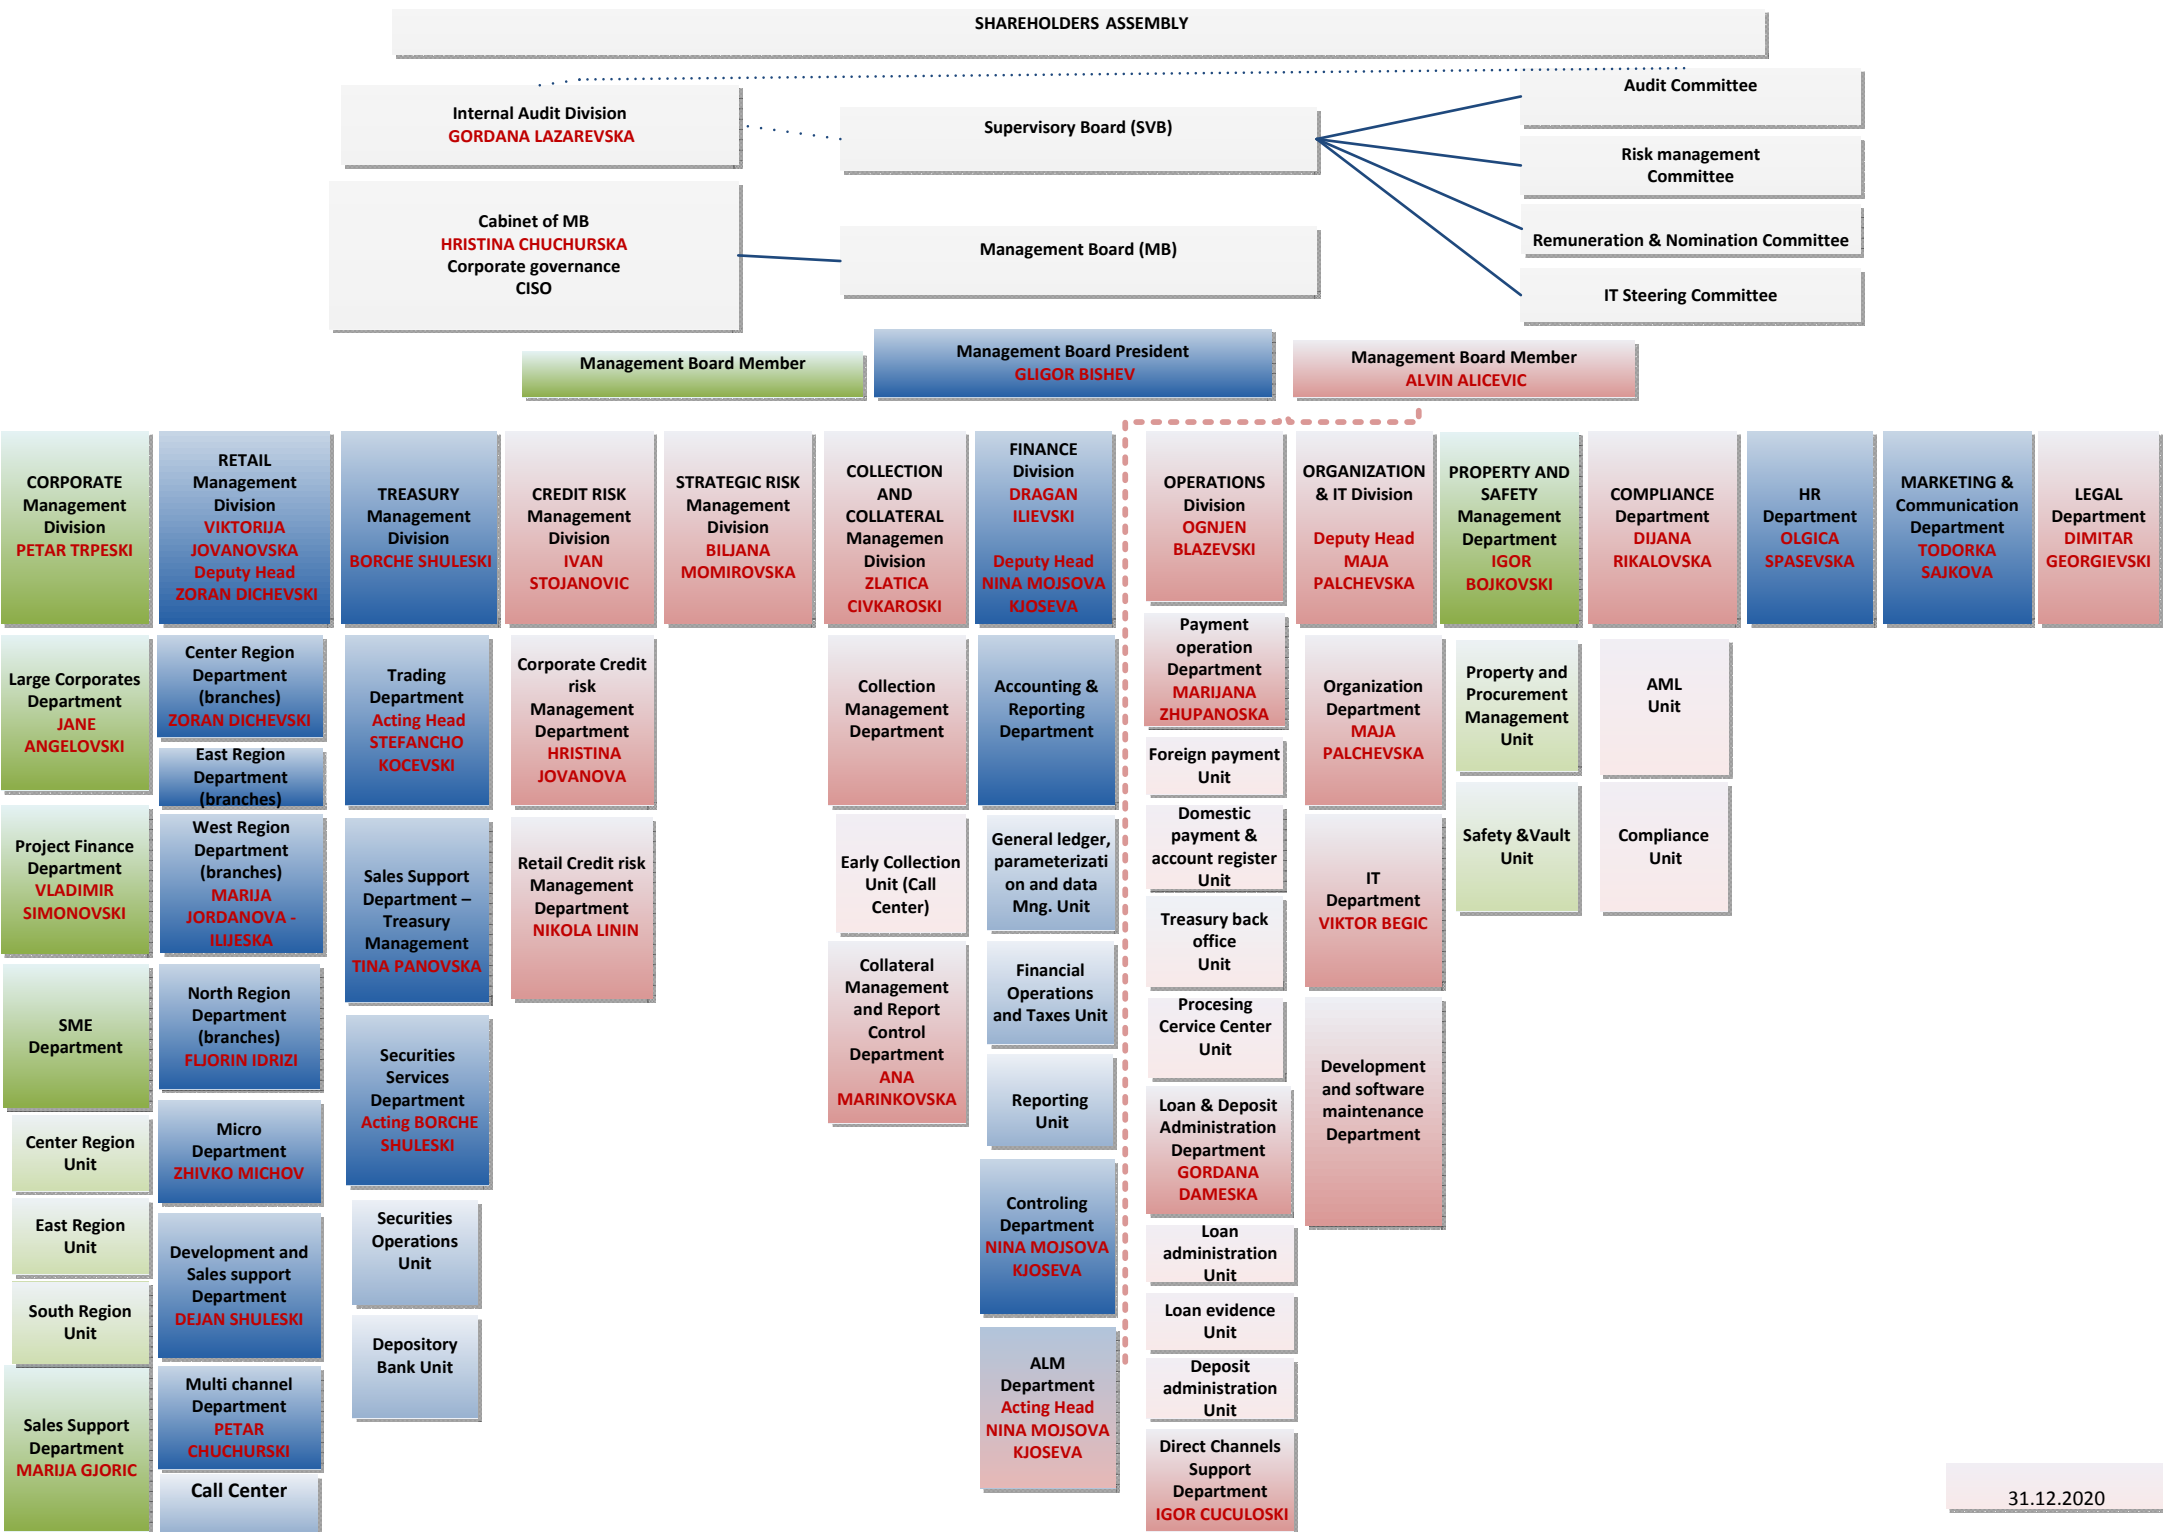 SHAREHOLDERS ASSEMBLY
Internal Audit Division
GORDANA LAZAREVSKA
Supervisory Board (SVB)
Audit Committee
Risk management
Committee
Remuneration & Nomination Committee
IT Steering Committee
Cabinet of MB
HRISTINA CHUCHURSKA
Corporate governance
CISO
Management Board (MB)
Management Board Member
Management Board President
GLIGOR BISHEV
Management Board Member
ALVIN ALICEVIC
CORPORATE
Management
Division
PETAR TRPESKI
RETAIL
Management
Division
VIKTORIJA
JOVANOVSKA
Deputy Head
ZORAN DICHEVSKI
TREASURY
Management
Division
BORCHE SHULESKI
CREDIT RISK
Management
Division
IVAN
STOJANOVIC
STRATEGIC RISK
Management
Division
BILJANA
MOMIROVSKA
COLLECTION
AND
COLLATERAL
Managemen
Division
ZLATICA
CIVKAROSKI
FINANCE
Division
DRAGAN
ILIEVSKI
Deputy Head
NINA MOJSOVA
KJOSEVA
OPERATIONS
Division
OGNJEN
BLAZEVSKI
ORGANIZATION
& IT Division
Deputy Head
MAJA
PALCHEVSKA
PROPERTY AND
SAFETY
Management
Department
IGOR
BOJKOVSKI
COMPLIANCE
Department
DIJANA
RIKALOVSKA
HR
Department
OLGICA
SPASEVSKA
MARKETING &
Communication
Department
TODORKA
SAJKOVA
LEGAL
Department
DIMITAR
GEORGIEVSKI
Large Corporates
Department
JANE
ANGELOVSKI
Project Finance
Department
VLADIMIR
SIMONOVSKI
SME
Department
Center Region
Unit
East Region
Unit
South Region
Unit
Sales Support
Department
MARIJA GJORIC
Center Region
Department
(branches)
ZORAN DICHEVSKI
East Region
Department
(branches)
West Region
Department
(branches)
MARIJA
JORDANOVA -
ILIJESKA
North Region
Department
(branches)
FLJORIN IDRIZI
Micro
Department
ZHIVKO MICHOV
Development and
Sales support
Department
DEJAN SHULESKI
Multi channel
Department
PETAR
CHUCHURSKI
Call Center
Trading
Department
Acting Head
STEFANCHO
KOCEVSKI
Sales Support
Department –
Treasury
Management
TINA PANOVSKA
Securities
Services
Department
Acting BORCHE
SHULESKI
Securities
Operations
Unit
Depository
Bank Unit
Corporate Credit
risk
Management
Department
HRISTINA
JOVANOVA
Retail Credit risk
Management
Department
NIKOLA LININ
Collection
Management
Department
Early Collection
Unit (Call
Center)
Collateral
Management
and Report
Control
Department
ANA
MARINKOVSKA
Accounting &
Reporting
Department
General ledger,
parameterizati
on and data
Mng. Unit
Financial
Operations
and Taxes Unit
Reporting
Unit
Controling
Department
NINA MOJSOVA
KJOSEVA
ALM
Department
Acting Head
NINA MOJSOVA
KJOSEVA
Payment
operation
Department
MARIJANA
ZHUPANOSKA
Foreign payment
Unit
Domestic
payment &
account register
Unit
Treasury back
office
Unit
Procesing
Cervice Center
Unit
Loan & Deposit
Administration
Department
GORDANA
DAMESKA
Loan
administration
Unit
Loan evidence
Unit
Deposit
administration
Unit
Direct Channels
Support
Department
IGOR CUCULOSKI
Organization
Department
MAJA
PALCHEVSKA
IT
Department
VIKTOR BEGIC
Development
and software
maintenance
Department
Property and
Procurement
Management
Unit
Safety &Vault
Unit
AML
Unit
Compliance
Unit
31.12.2020